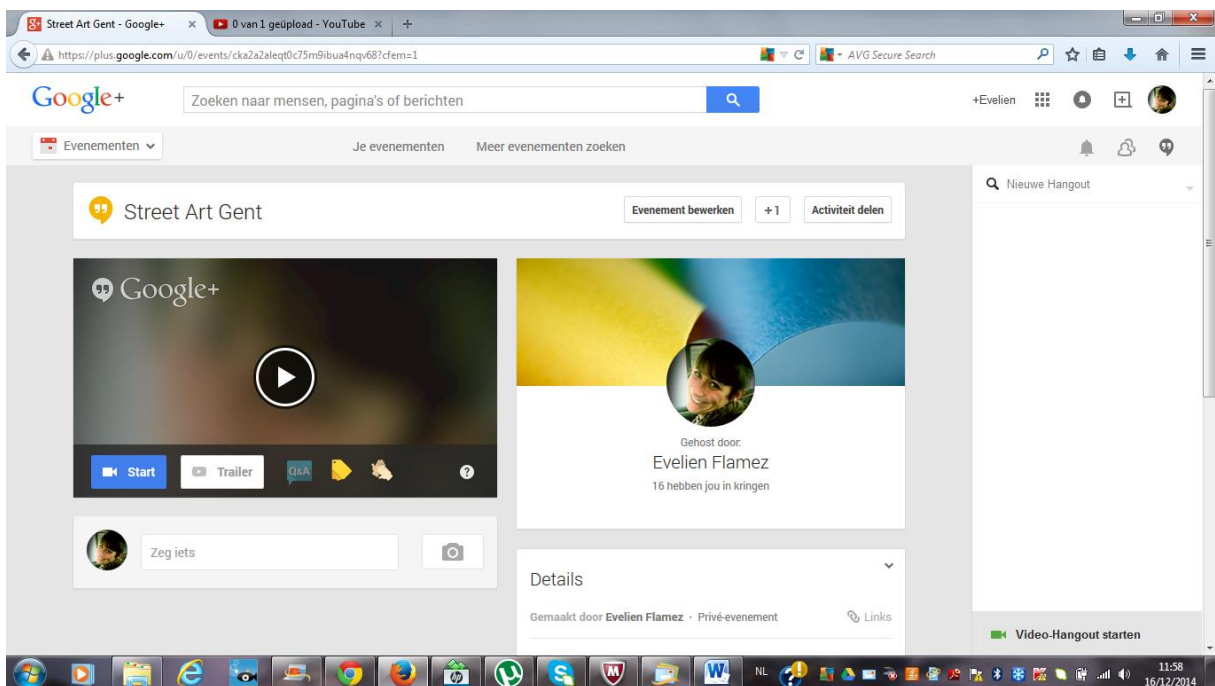 Street Art Gent - Google+
0 van 1 geüpload - YouTube
https://plus.google.com/u/0/events/cka2a2aleqt0c75m9ibua4nqv68?cfem=1
AVG Secure Search
Google+
Zoeken naar mensen, pagina's of berichten
+Evelien
Evenementen
Je evenementen
Meer evenementen zoeken
Nieuwe Hangout
Street Art Gent
Evenement bewerken
+1
Activiteit delen
Google+
Start
Trailer
Q&A
?
Gehost door:
Evelien Flamez
16 hebben jou in kringen
Zeg iets
Details
Gemaakt door Evelien Flamez · Privé-evenement
Links
Video-Hangout starten
NL
11:58
16/12/2014